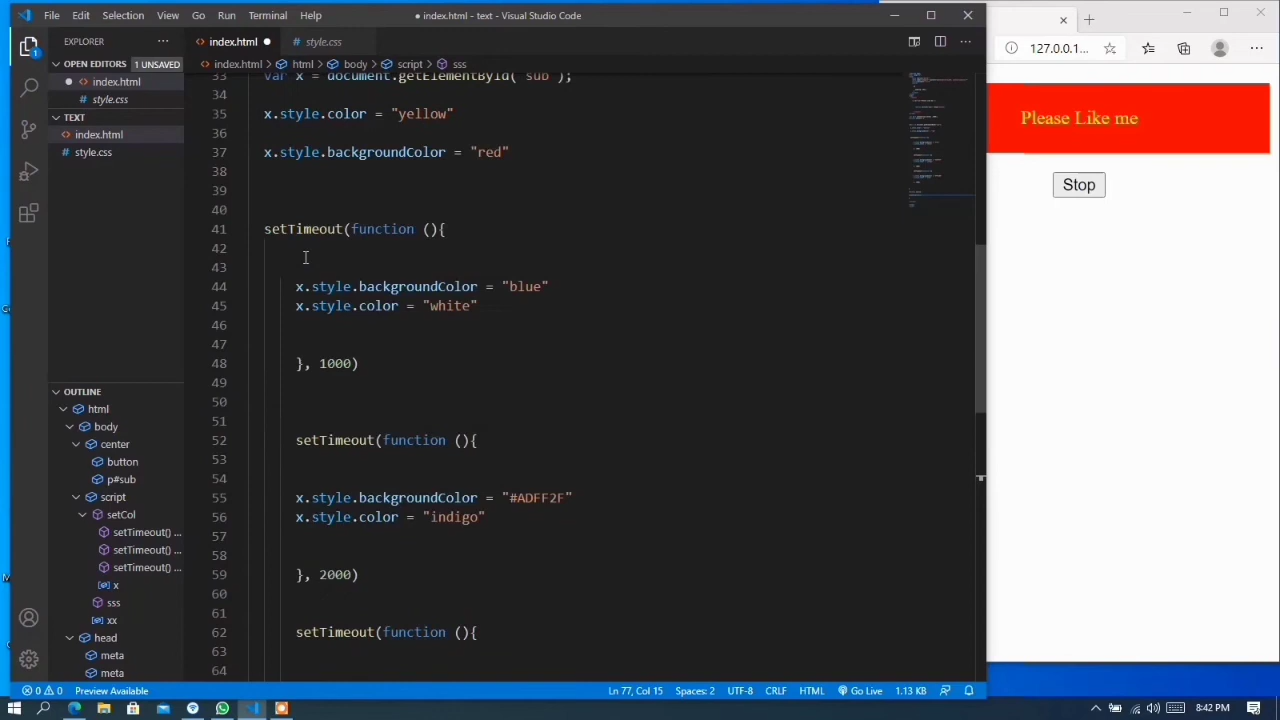 File Edit Selection View Go Run Terminal Help
● index.html - text - Visual Studio Code
EXPLORER
OPEN EDITORS 1 UNSAVED
index.html
style.css
TEXT
index.html
style.css
OUTLINE
html
body
center
button
p#sub
script
setCol
setTimeout() ...
setTimeout() ...
setTimeout() ...
x
sss
xx
head
meta
meta
index.html
style.css
index.html > html > body > script > sss
33 var x = document.getElementById("sub");
34
35 x.style.color = "yellow"
36
37 x.style.backgroundColor = "red"
38
39
40
41 setTimeout(function (){
42
43
44 x.style.backgroundColor = "blue"
45 x.style.color = "white"
46
47
48 }, 1000)
49
50
51
52 setTimeout(function (){
53
54
55 x.style.backgroundColor = "#ADFF2F"
56 x.style.color = "indigo"
57
58
59 }, 2000)
60
61
62 setTimeout(function (){
63
64
0 0 Preview Available
Ln 77, Col 15 Spaces: 2 UTF-8 CRLF HTML Go Live 1.13 KB
127.0.0.1...
Please Like me
Stop
8:42 PM